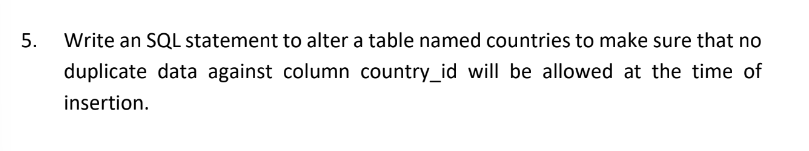 5. Write an SQL statement to alter a table named countries to make sure that no
duplicate data against column country_id will be allowed at the time of
insertion.